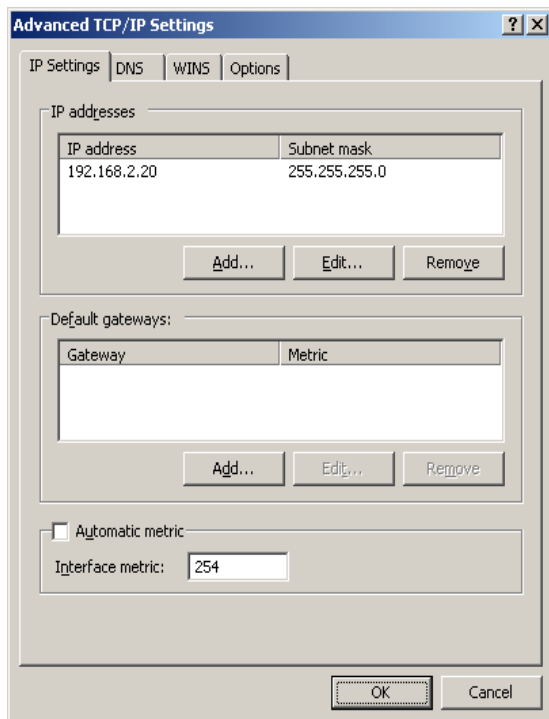 Advanced TCP/IP Settings
IP Settings DNS WINS Options
IP addresses
IP address Subnet mask
192.168.2.20 255.255.255.0
Add... Edit... Remove
Default gateways:
Gateway Metric
Add... Edit... Remove
Automatic metric
Interface metric: 254
OK Cancel